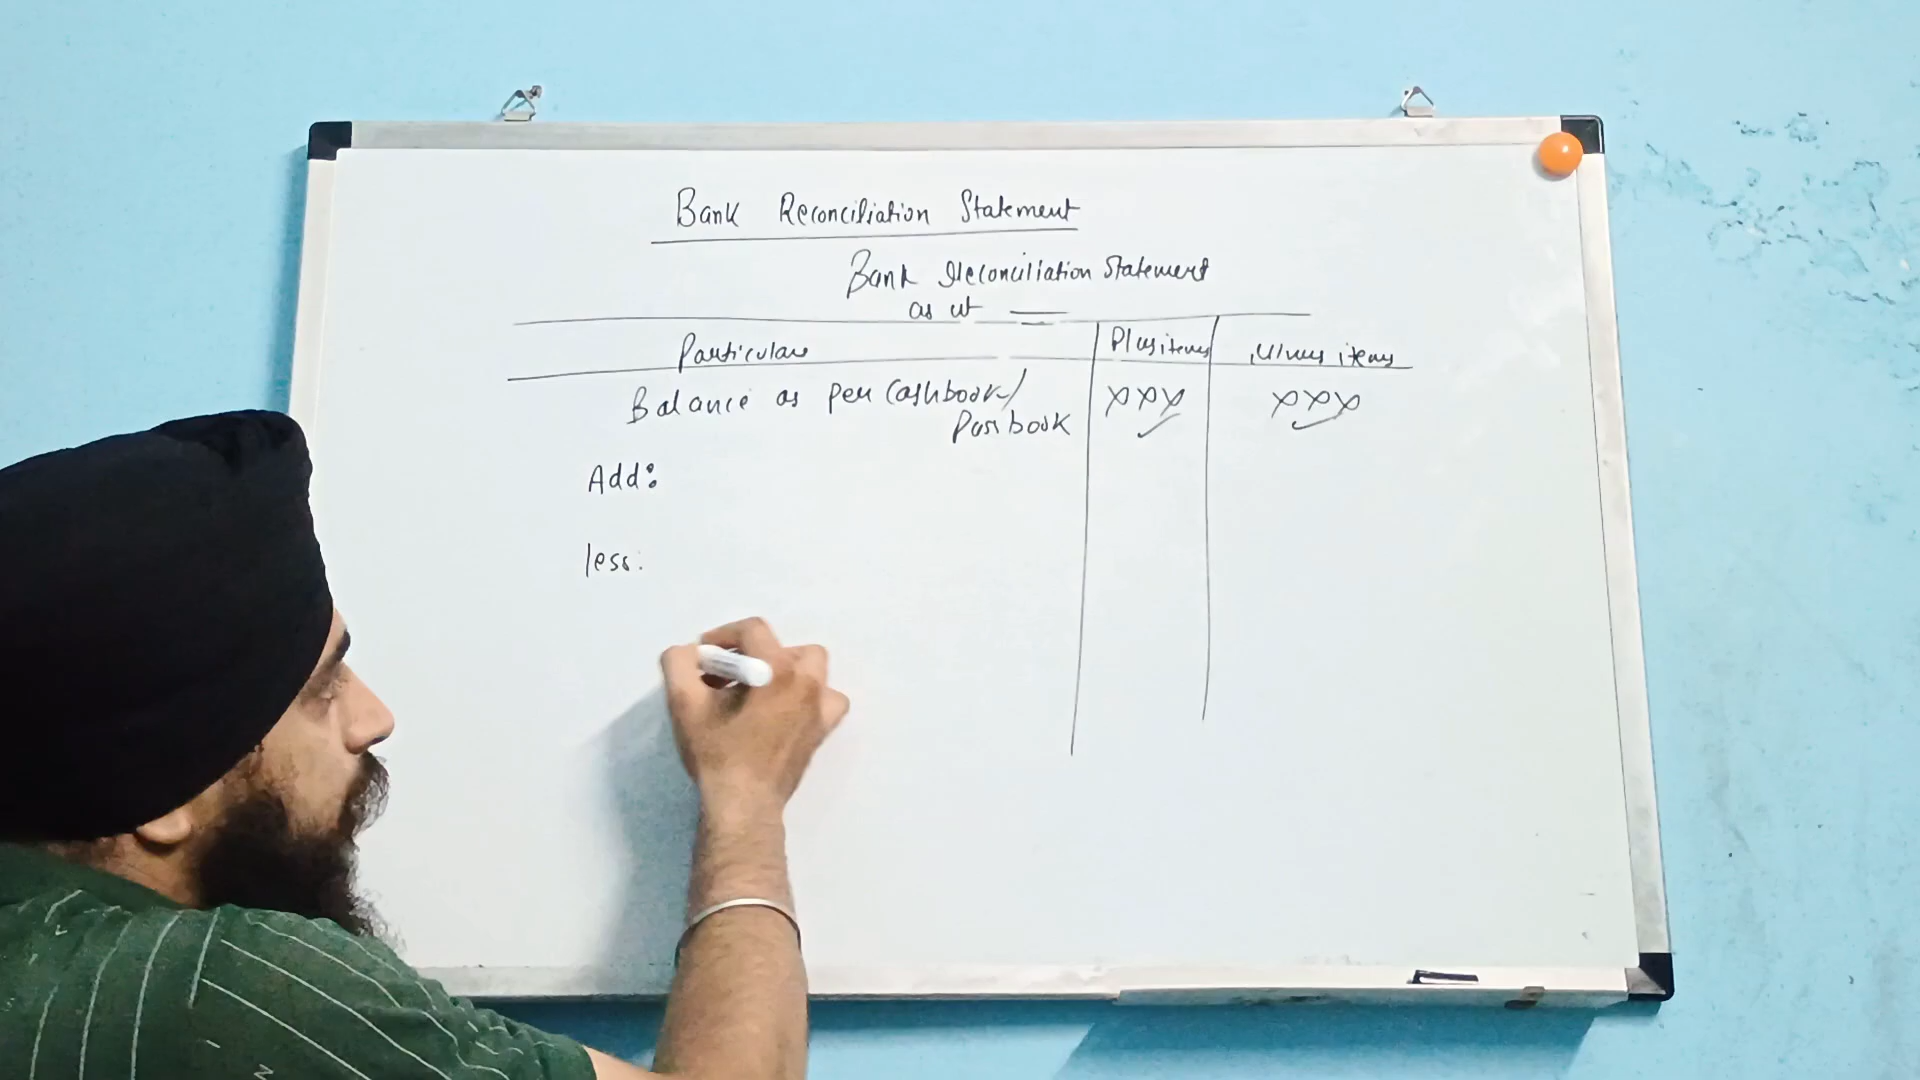 Bank Reconciliation Statement
Bank Reconciliation Statement
as at
Particulars Plus items Minus items
Balance as per Cashbook/ XXX XXX
Passbook
Add:
less: